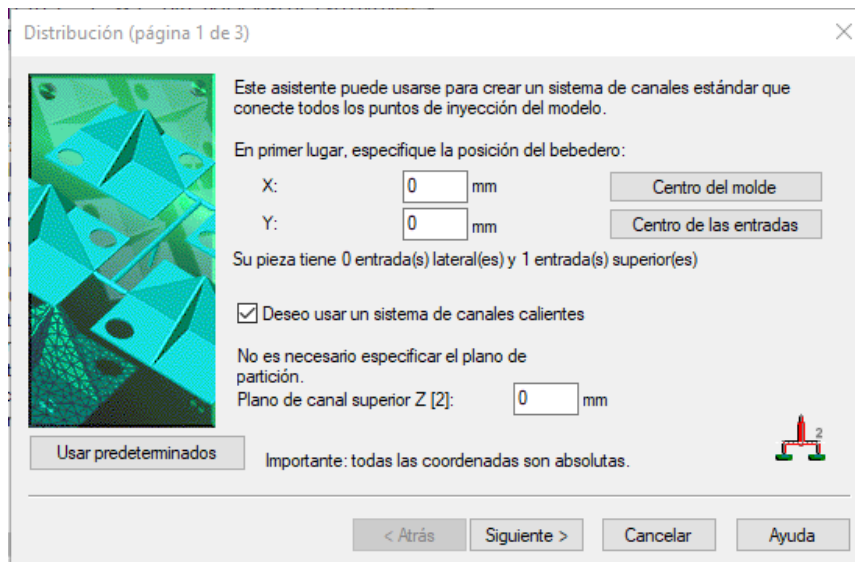 Distribución (página 1 de 3)
Este asistente puede usarse para crear un sistema de canales estándar que
conecte todos los puntos de inyección del modelo.
En primer lugar, especifique la posición del bebedero:
X: 0 mm Centro del molde
Y: 0 mm Centro de las entradas
Su pieza tiene 0 entrada(s) lateral(es) y 1 entrada(s) superior(es)
Deseo usar un sistema de canales calientes
No es necesario especificar el plano de
partición.
Plano de canal superior Z [2]: 0 mm
2
Usar predeterminados
Importante: todas las coordenadas son absolutas.
< Atrás Siguiente > Cancelar Ayuda